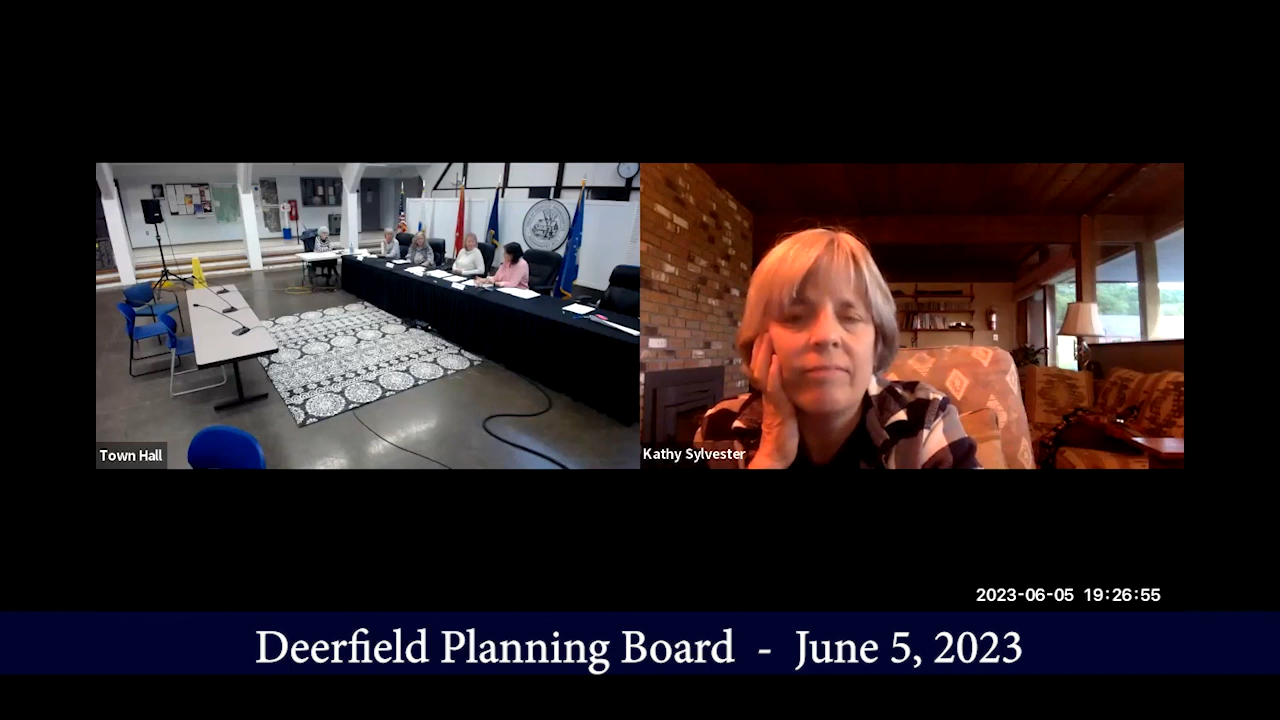 Town Hall
Kathy Sylvester
2023-06-05 19:26:55
Deerfield Planning Board - June 5, 2023